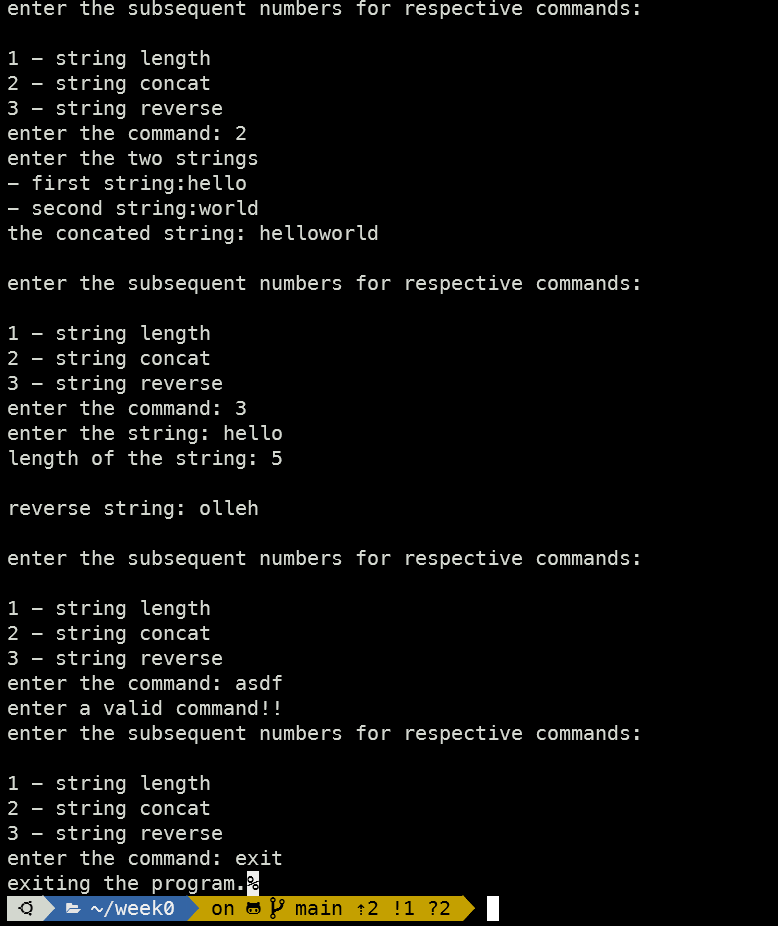 enter the subsequent numbers for respective commands:
1 – string length
2 – string concat
3 – string reverse
enter the command: 2
enter the two strings
– first string:hello
– second string:world
the concated string: helloworld
enter the subsequent numbers for respective commands:
1 – string length
2 – string concat
3 – string reverse
enter the command: 3
enter the string: hello
length of the string: 5
reverse string: olleh
enter the subsequent numbers for respective commands:
1 – string length
2 – string concat
3 – string reverse
enter the command: asdf
enter a valid command!!
enter the subsequent numbers for respective commands:
1 – string length
2 – string concat
3 – string reverse
enter the command: exit
exiting the program.%
~/week0 on main ⇡2 !1 ?2